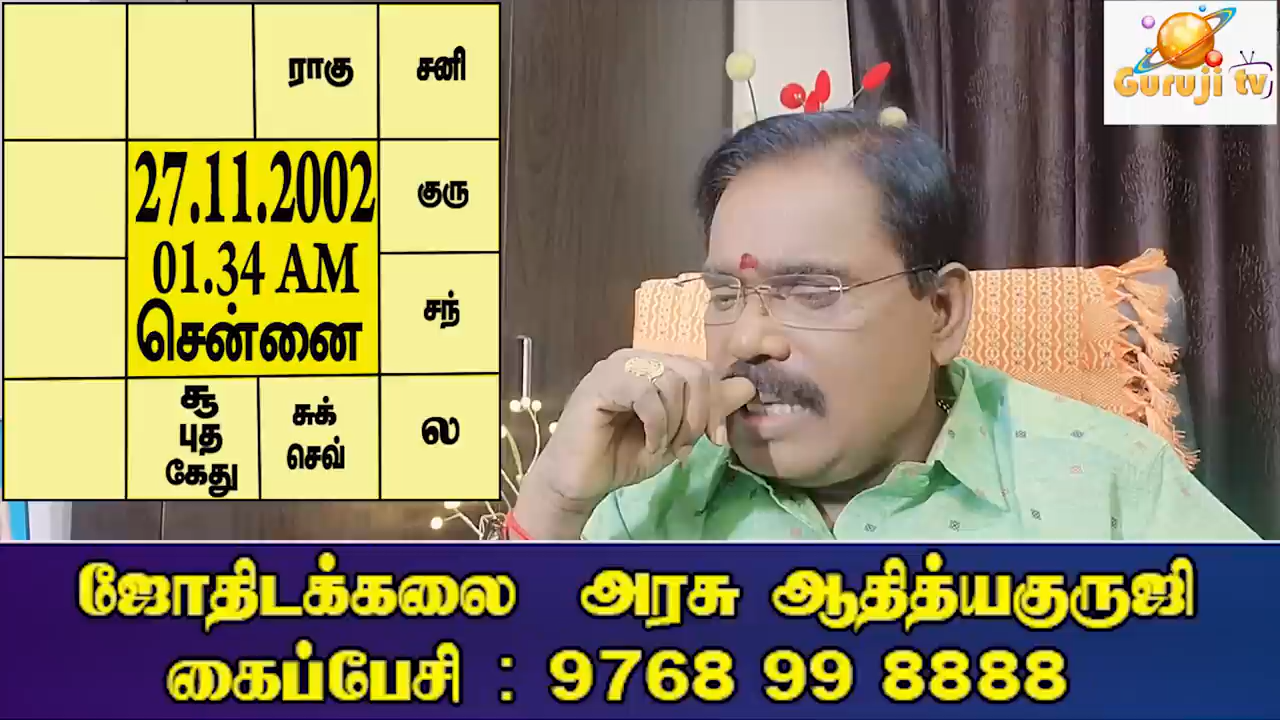 ராகு
சனி
Guruji tv
27.11.2002
குரு
01.34 AM
சென்னை
சந்
சூ
புத
கேது
சுக்
செவ்
ல
ஜோதிடக்கலை அரசு ஆதித்யகுருஜி
கைப்பேசி : 9768 99 8888